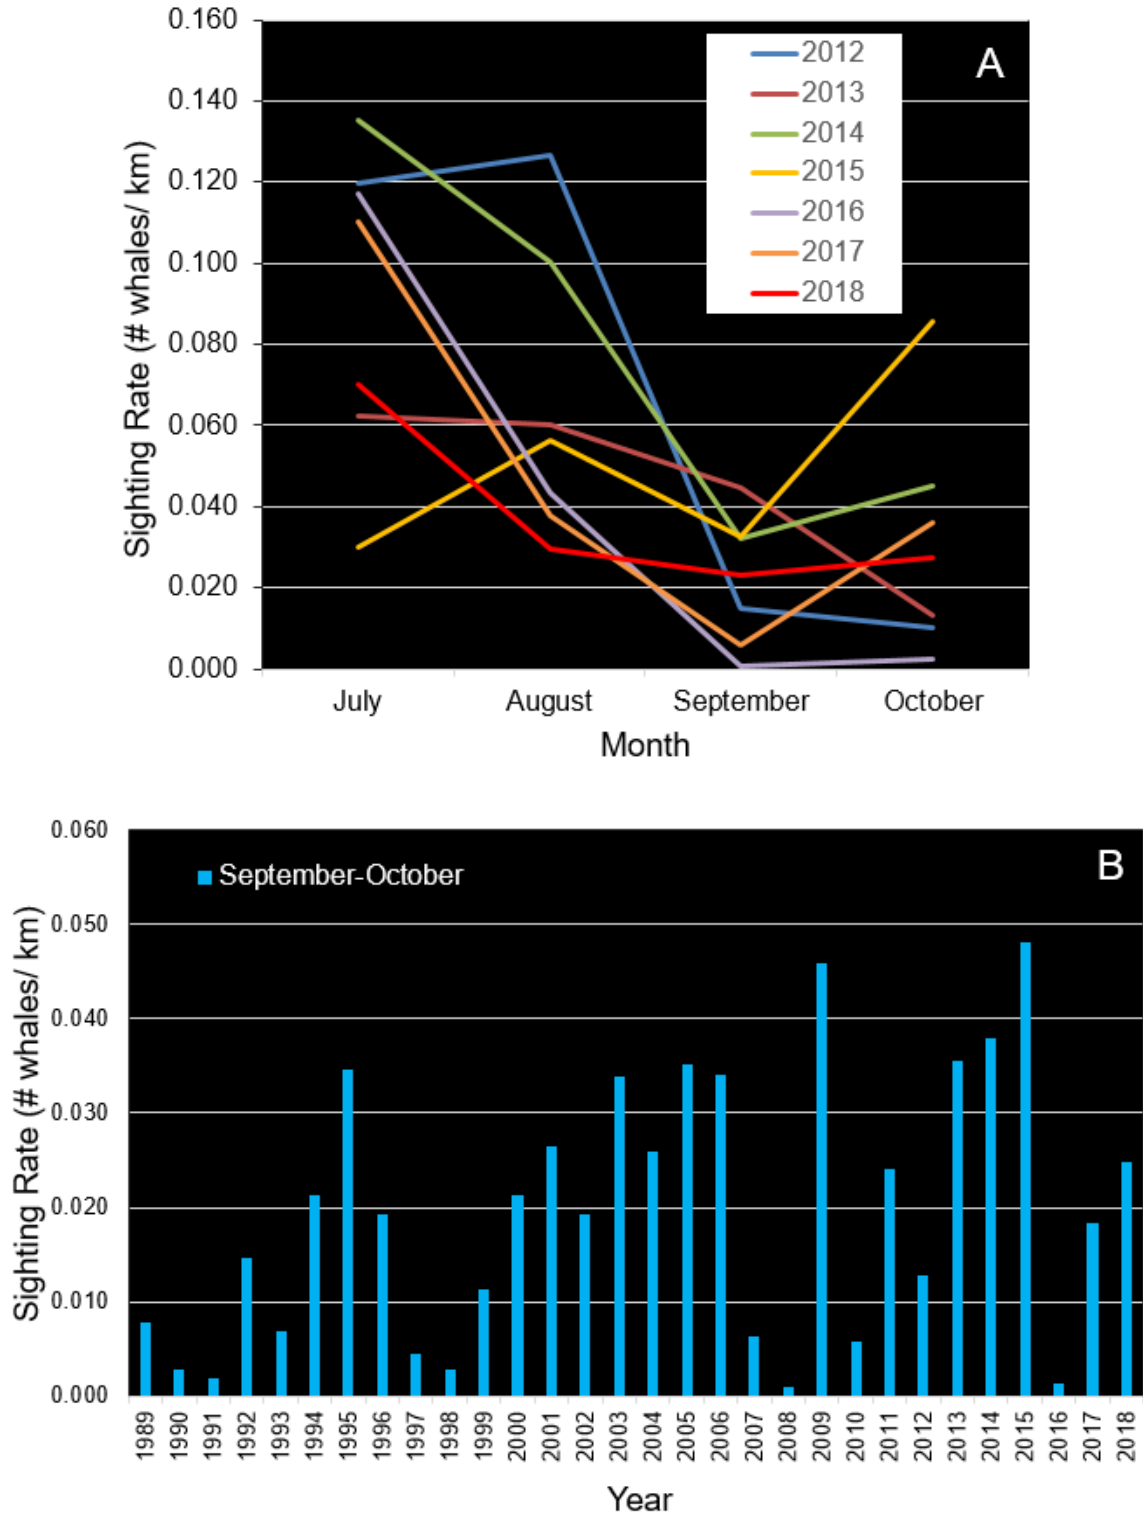 0.160
0.140
0.120
0.100
0.080
0.060
0.040
0.020
0.000
Sighting Rate (# whales/ km)
A
2012
2013
2014
2015
2016
2017
2018
July August September October
Month
0.060
0.050
0.040
0.030
0.020
0.010
0.000
Sighting Rate (# whales/ km)
September-October
B
1989 1990 1991 1992 1993 1994 1995 1996 1997 1998 1999 2000 2001 2002 2003 2004 2005 2006 2007 2008 2009 2010 2011 2012 2013 2014 2015 2016 2017 2018
Year